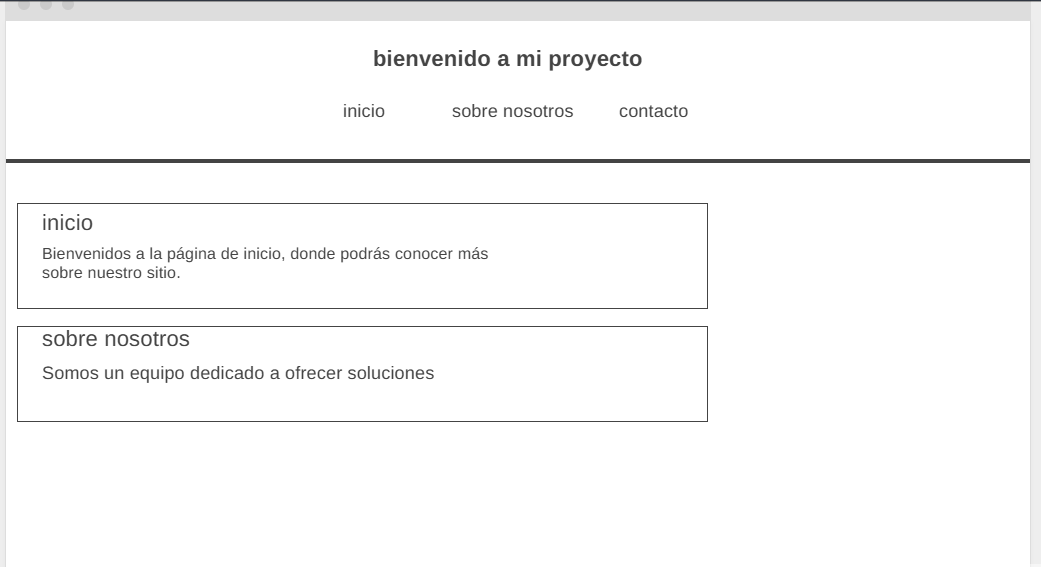 bienvenido a mi proyecto
inicio sobre nosotros contacto
inicio
Bienvenidos a la página de inicio, donde podrás conocer más
sobre nuestro sitio.
sobre nosotros
Somos un equipo dedicado a ofrecer soluciones